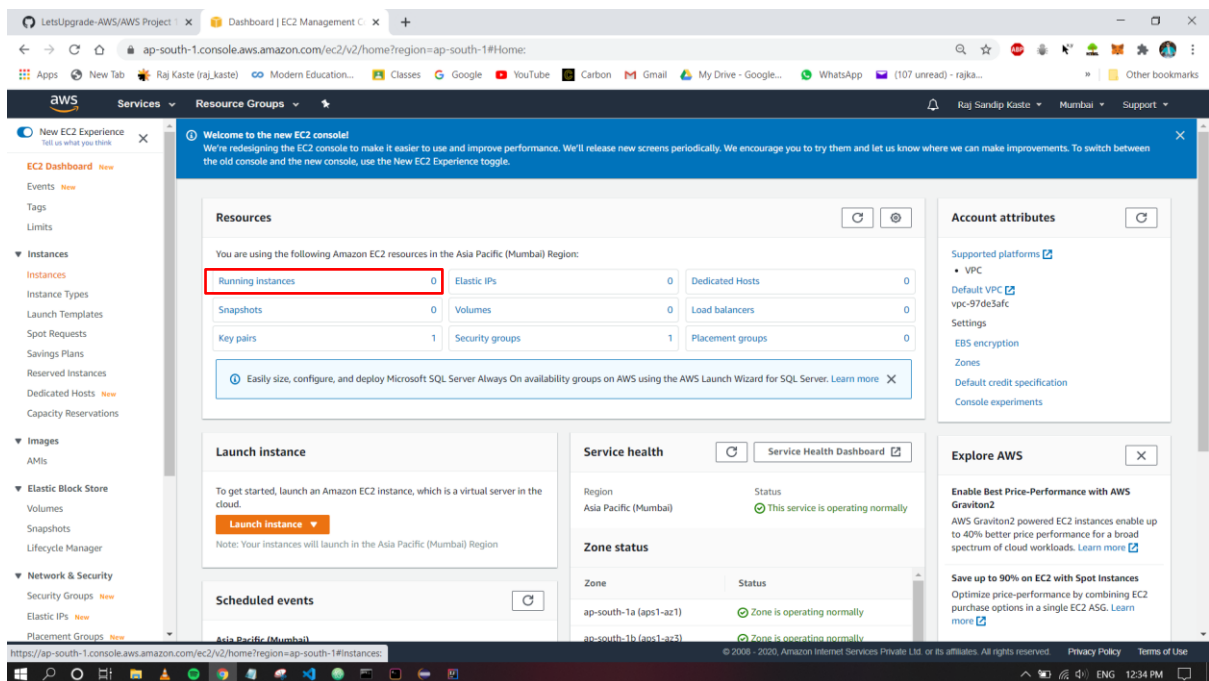 LetsUpgrade-AWS/AWS Project 1
Dashboard | EC2 Management C
ap-south-1.console.aws.amazon.com/ec2/v2/home?region=ap-south-1#Home:
Apps New Tab Raj Kaste (raj_kaste) Modern Education... Classes Google YouTube Carbon Gmail My Drive - Google... WhatsApp (107 unread) - rajka... » Other bookmarks
aws Services Resource Groups Raj Sandip Kaste Mumbai Support
New EC2 Experience
Tell us what you think
EC2 Dashboard New
Events New
Tags
Limits
Instances
Instances
Instance Types
Launch Templates
Spot Requests
Savings Plans
Reserved Instances
Dedicated Hosts New
Capacity Reservations
Images
AMIs
Elastic Block Store
Volumes
Snapshots
Lifecycle Manager
Network & Security
Security Groups New
Elastic IPs New
Placement Groups New
Welcome to the new EC2 console!
We're redesigning the EC2 console to make it easier to use and improve performance. We'll release new screens periodically. We encourage you to try them and let us know where we can make improvements. To switch between
the old console and the new console, use the New EC2 Experience toggle.
Resources
You are using the following Amazon EC2 resources in the Asia Pacific (Mumbai) Region:
Running instances 0 Elastic IPs 0 Dedicated Hosts 0
Snapshots 0 Volumes 0 Load balancers 0
Key pairs 1 Security groups 1 Placement groups 0
Easily size, configure, and deploy Microsoft SQL Server Always On availability groups on AWS using the AWS Launch Wizard for SQL Server. Learn more
Launch instance
To get started, launch an Amazon EC2 instance, which is a virtual server in the
cloud.
Launch instance
Note: Your instances will launch in the Asia Pacific (Mumbai) Region
Scheduled events
Asia Pacific (Mumbai)
Service health
Service Health Dashboard
Region Status
Asia Pacific (Mumbai) This service is operating normally
Zone status
Zone Status
ap-south-1a (aps1-az1) Zone is operating normally
ap-south-1b (aps1-az3) Zone is operating normally
Account attributes
Supported platforms
• VPC
Default VPC
vpc-97de3afc
Settings
EBS encryption
Zones
Default credit specification
Console experiments
Explore AWS
Enable Best Price-Performance with AWS
Graviton2
AWS Graviton2 powered EC2 instances enable up
to 40% better price performance for a broad
spectrum of cloud workloads. Learn more
Save up to 90% on EC2 with Spot Instances
Optimize price-performance by combining EC2
purchase options in a single EC2 ASG. Learn
more
https://ap-south-1.console.aws.amazon.com/ec2/v2/home?region=ap-south-1#Instances:
© 2008 - 2020, Amazon Internet Services Private Ltd. or its affiliates. All rights reserved. Privacy Policy Terms of Use
ENG 12:34 PM